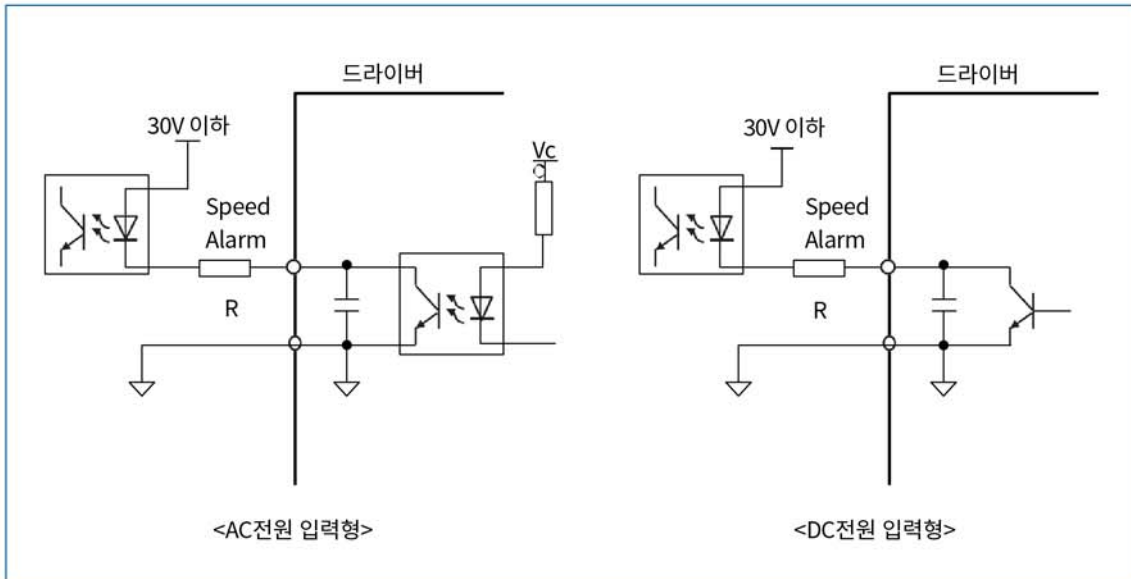 드라이버
30V 이하
Vc
C
Speed
Alarm
R
<AC전원 입력형>
드라이버
30V 이하
Speed
Alarm
R
<DC전원 입력형>